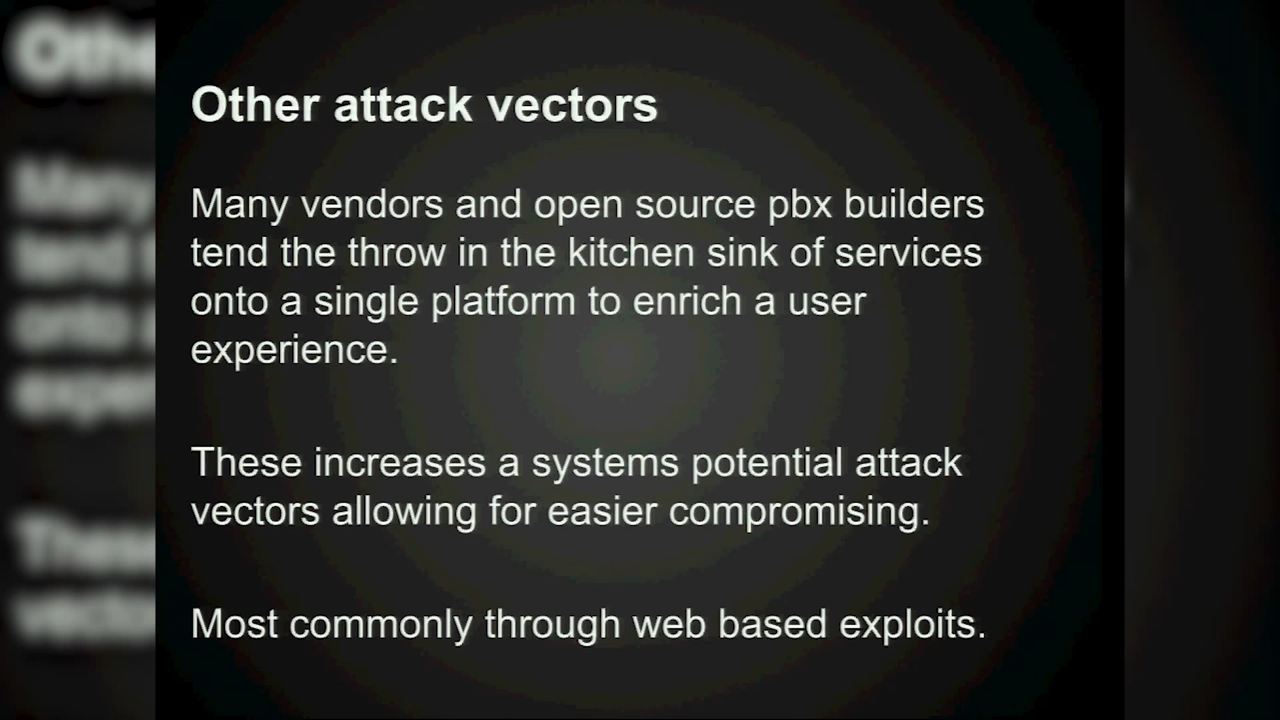 Other attack vectors
Many vendors and open source pbx builders
tend the throw in the kitchen sink of services
onto a single platform to enrich a user
experience.
These increases a systems potential attack
vectors allowing for easier compromising.
Most commonly through web based exploits.